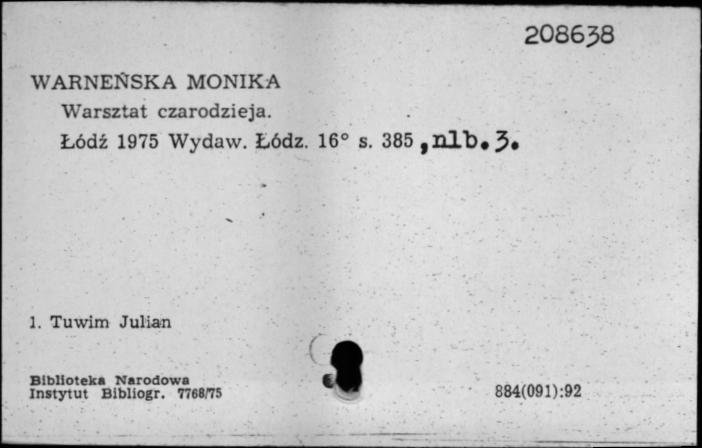 208638
WARNEŃSKA MONIKA
Warsztat czarodzieja.
Łódź 1975 Wydaw. Łódz. 16° s. 385, nlb. 3.
1. Tuwim Julian
Biblioteka Narodowa
Instytut Bibliogr. 7768/75
884(091):92